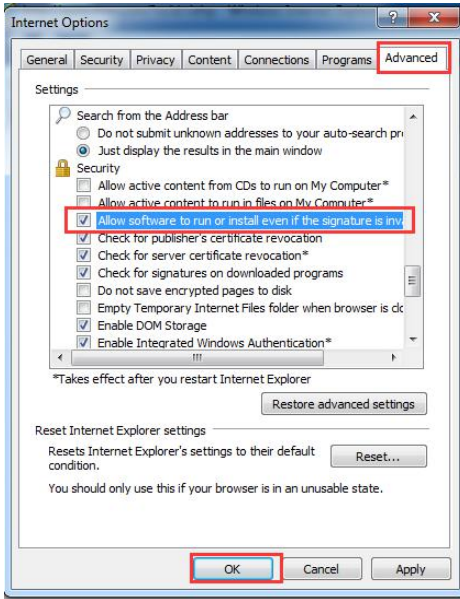 Internet Options
?
X
General Security Privacy Content Connections Programs Advanced
Settings
Search from the Address bar
Do not submit unknown addresses to your auto-search pro
Just display the results in the main window
Security
Allow active content from CDs to run on My Computer*
Allow active content to run in files on My Computer*
Allow software to run or install even if the signature is inva
Check for publisher's certificate revocation
Check for server certificate revocation*
Check for signatures on downloaded programs
Do not save encrypted pages to disk
Empty Temporary Internet Files folder when browser is clo
Enable DOM Storage
Enable Integrated Windows Authentication*
*Takes effect after you restart Internet Explorer
Restore advanced settings
Reset Internet Explorer settings
Resets Internet Explorer's settings to their default
condition.
Reset...
You should only use this if your browser is in an unusable state.
OK Cancel Apply